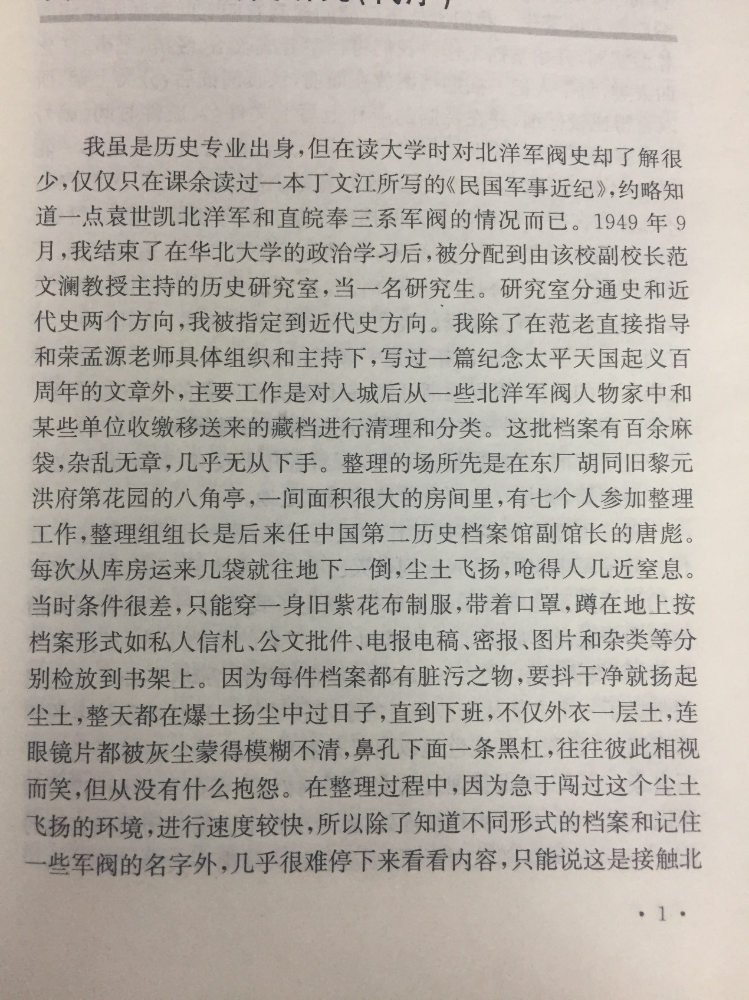 (代序)
我虽是历史专业出身,但在读大学时对北洋军阀史却了解很
少,仅仅只在课余读过一本丁文江所写的《民国军事近纪》,约略知
道一点袁世凯北洋军和直皖奉三系军阀的情况而已。1949 年 9
月,我结束了在华北大学的政治学习后,被分配到由该校副校长范
文澜教授主持的历史研究室,当一名研究生。研究室分通史和近
代史两个方向,我被指定到近代史方向。我除了在范老直接指导
和荣孟源老师具体组织和主持下,写过一篇纪念太平天国起义百
周年的文章外,主要工作是对入城后从一些北洋军阀人物家中和
某些单位收缴移送来的藏档进行清理和分类。这批档案有百余麻
袋,杂乱无章,几乎无从下手。整理的场所先是在东厂胡同旧黎元
洪府第花园的八角亭,一间面积很大的房间里,有七个人参加整理
工作,整理组组长是后来任中国第二历史档案馆副馆长的唐彪。
每次从库房运来几袋就往地下一倒,尘土飞扬,呛得人几近窒息。
当时条件很差,只能穿一身旧紫花布制服,带着口罩,蹲在地上按
档案形式如私人信札、公文批件、电报电稿、密报、图片和杂类等分
别检放到书架上。因为每件档案都有脏污之物,要抖干净就扬起
尘土,整天都在爆土扬尘中过日子,直到下班,不仅外衣一层土,连
眼镜片都被灰尘蒙得模糊不清,鼻孔下面一条黑杠,往往彼此相视
而笑,但从没有什么抱怨。在整理过程中,因为急于闯过这个尘土
飞扬的环境,进行速度较快,所以除了知道不同形式的档案和记住
一些军阀的名字外,几乎很难停下来看看内容,只能说这是接触北
· 1 ·